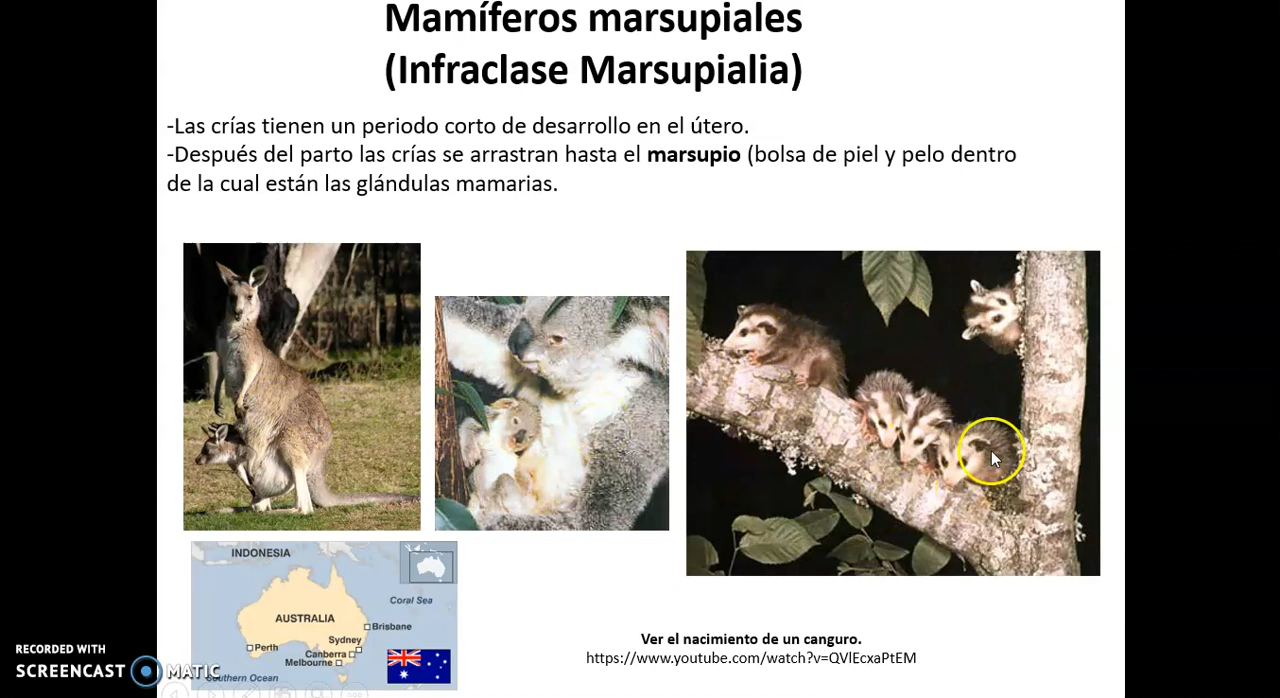 Mamíferos marsupiales
(Infraclase Marsupialia)
-Las crías tienen un periodo corto de desarrollo en el útero.
-Después del parto las crías se arrastran hasta el marsupio (bolsa de piel y pelo dentro
de la cual están las glándulas mamarias.
INDONESIA
Coral Sea
AUSTRALIA
Brisbane
Perth
Sydney
Canberra
Melbourne
Southern Ocean
Ver el nacimiento de un canguro.
https://www.youtube.com/watch?v=QVlEcxaPtEM
RECORDED WITH
SCREENCAST MATIC